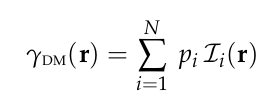 γ_DM(𝐫) = ∑_{i=1}^{N} p_i ℐ_i(𝐫)